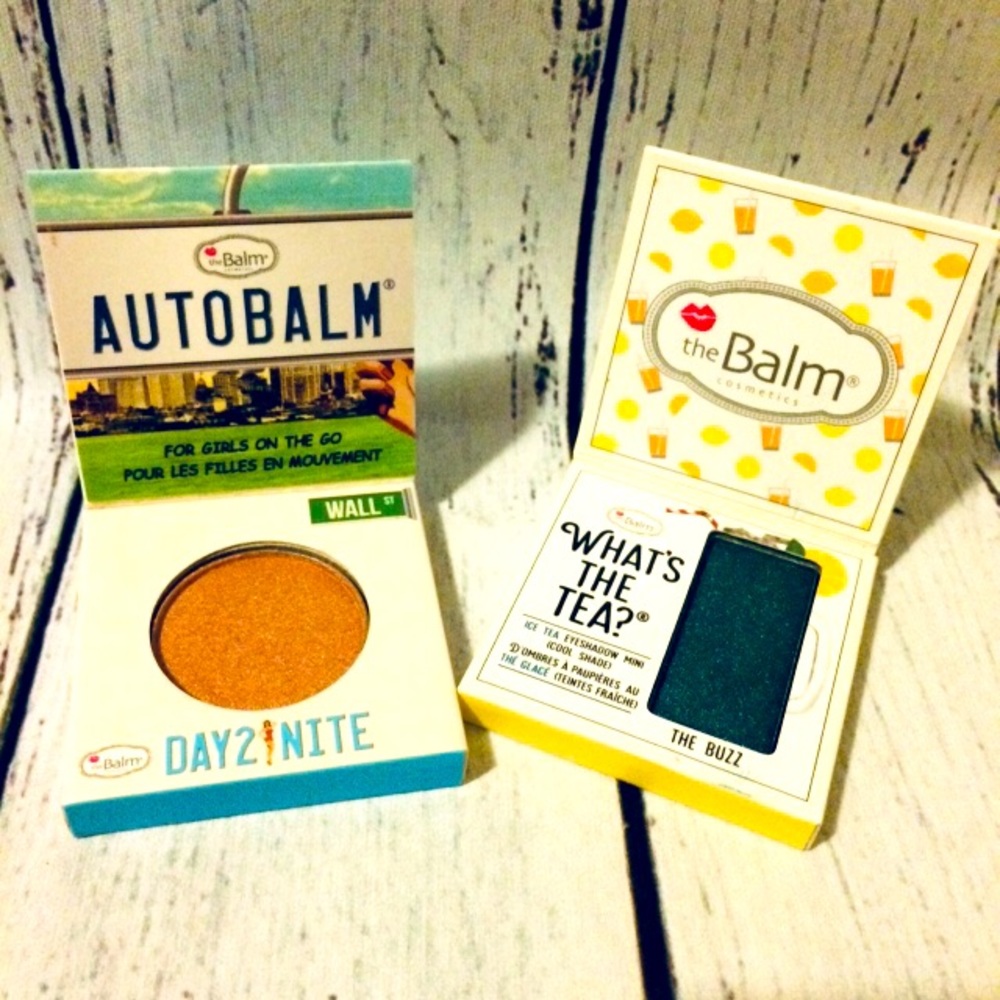 theBalm®
cosmetics
AUTOBALM®
FOR GIRLS ON THE GO
POUR LES FILLES EN MOUVEMENT
WALL ST
theBalm®
DAY2NITE
theBalm®
cosmetics
theBalm®
WHAT'S
THE
TEA?®
ICE TEA EYESHADOW MINI
(COOL SHADE)
D'OMBRES À PAUPIÈRES AU
THÉ GLACÉ (TEINTES FRAÎCHE)
THE BUZZ